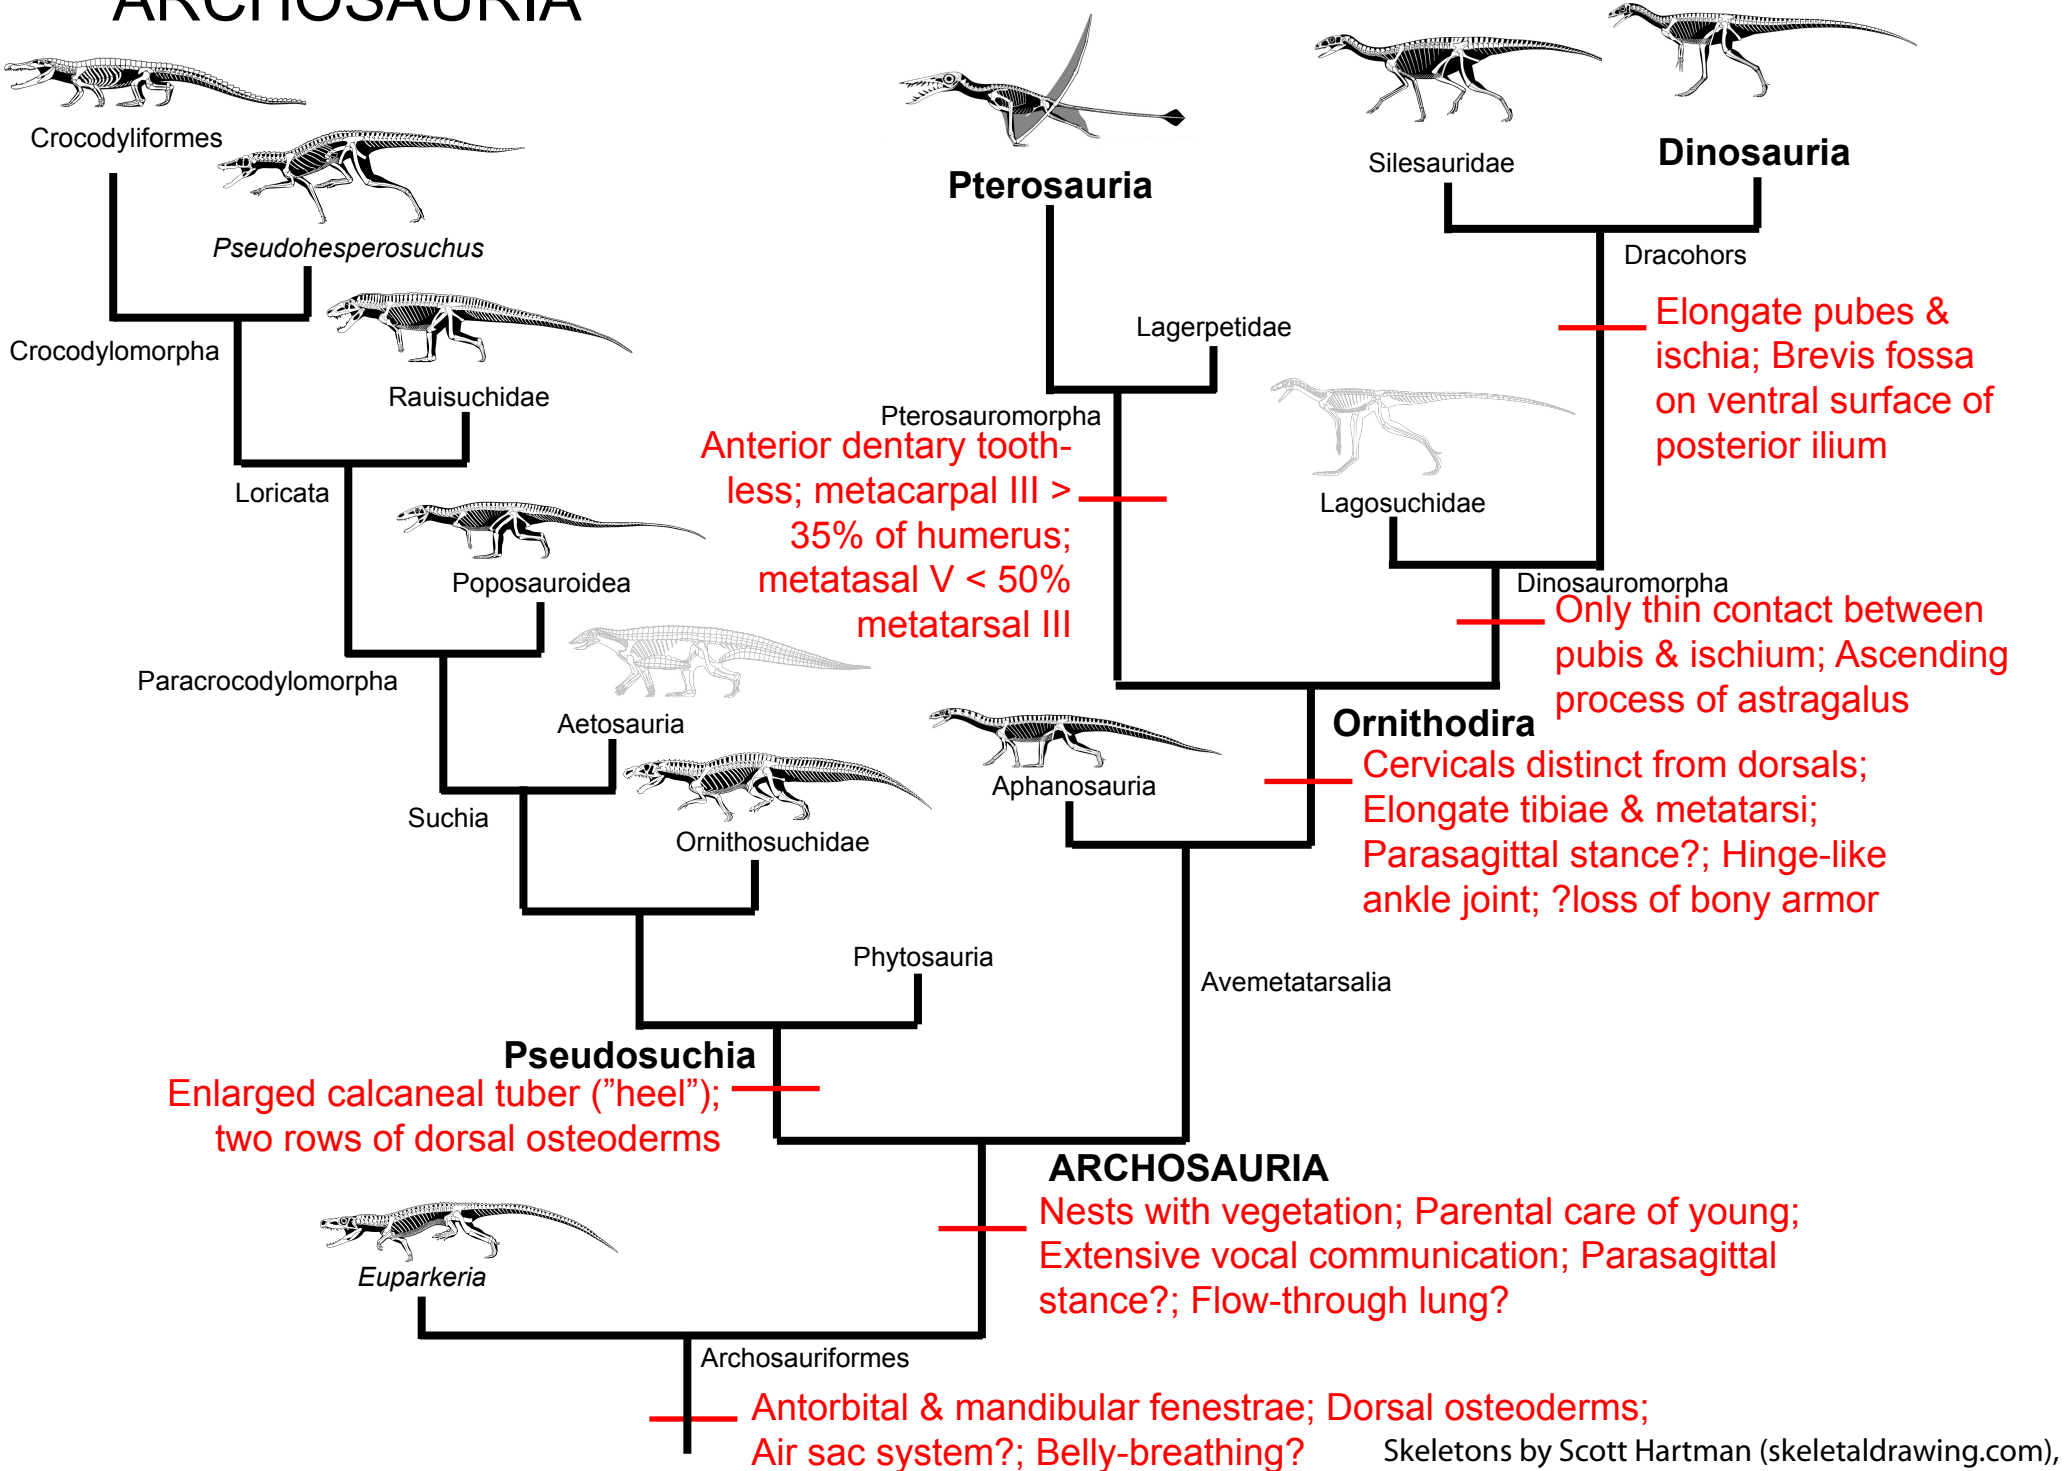 ARCHOSAURIA
Crocodyliformes
Pseudohesperosuchus
Crocodylomorpha
Rauisuchidae
Loricata
Poposauroidea
Paracrocodylomorpha
Aetosauria
Suchia
Ornithosuchidae
Phytosauria
Pseudosuchia
Enlarged calcaneal tuber (”heel”);
two rows of dorsal osteoderms
Pterosauria
Lagerpetidae
Pterosauromorpha
Anterior dentary tooth-
less; metacarpal III >
35% of humerus;
metatasal V < 50%
metatarsal III
Silesauridae
Dinosauria
Dracohors
Elongate pubes &
ischia; Brevis fossa
on ventral surface of
posterior ilium
Lagosuchidae
Dinosauromorpha
Only thin contact between
pubis & ischium; Ascending
process of astragalus
Ornithodira
Cervicals distinct from dorsals;
Elongate tibiae & metatarsi;
Parasagittal stance?; Hinge-like
ankle joint; ?loss of bony armor
Aphanosauria
Avemetatarsalia
ARCHOSAURIA
Nests with vegetation; Parental care of young;
Extensive vocal communication; Parasagittal
stance?; Flow-through lung?
Euparkeria
Archosauriformes
Antorbital & mandibular fenestrae; Dorsal osteoderms;
Air sac system?; Belly-breathing?
Skeletons by Scott Hartman (skeletaldrawing.com),